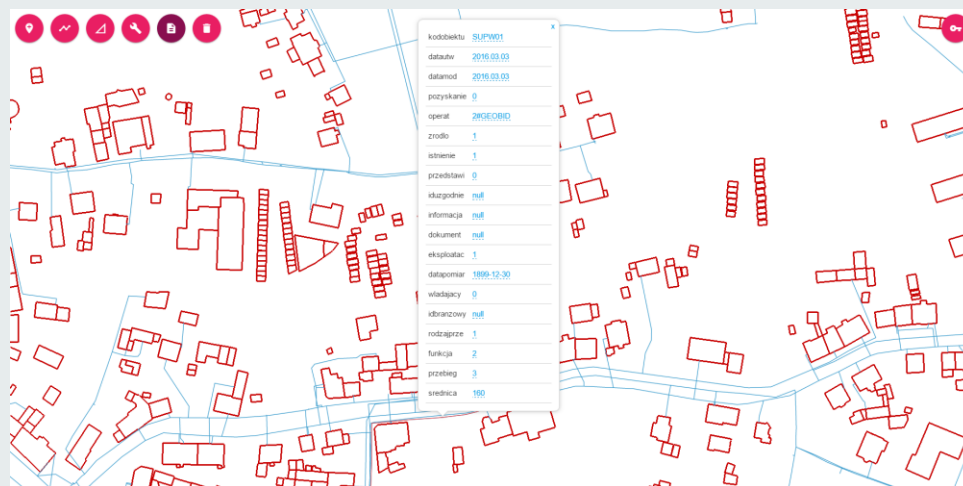 x
kodobiektu SUPW01
datautw 2016.03.03
datamod 2016.03.03
pozyskanie 0
operat 2#GEOBID
zrodlo 1
istnienie 1
przedstawi 0
iduzgodnie null
informacja null
dokument null
eksploatac 1
datapomiar 1899-12-30
wladajacy 0
idbranzowy null
rodzajprze 1
funkcja 2
przebieg 3
srednica 160